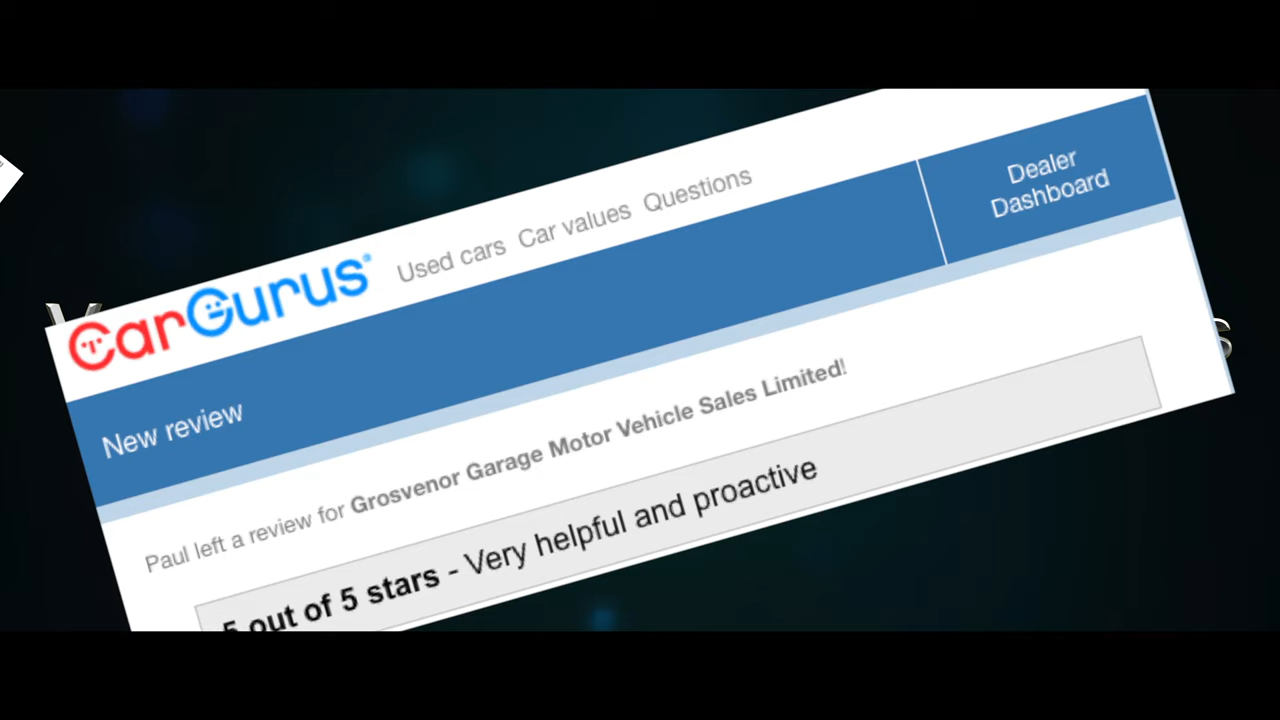 CarGurus®
Used cars Car values Questions
Dealer
Dashboard
New review
Paul left a review for Grosvenor Garage Motor Vehicle Sales Limited!
5 out of 5 stars - Very helpful and proactive